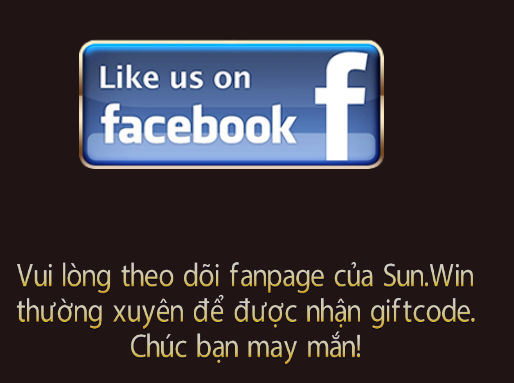 Like us on
facebook
f
Vui lòng theo dõi fanpage của Sun.Win
thường xuyên để được nhận giftcode.
Chúc bạn may mắn!